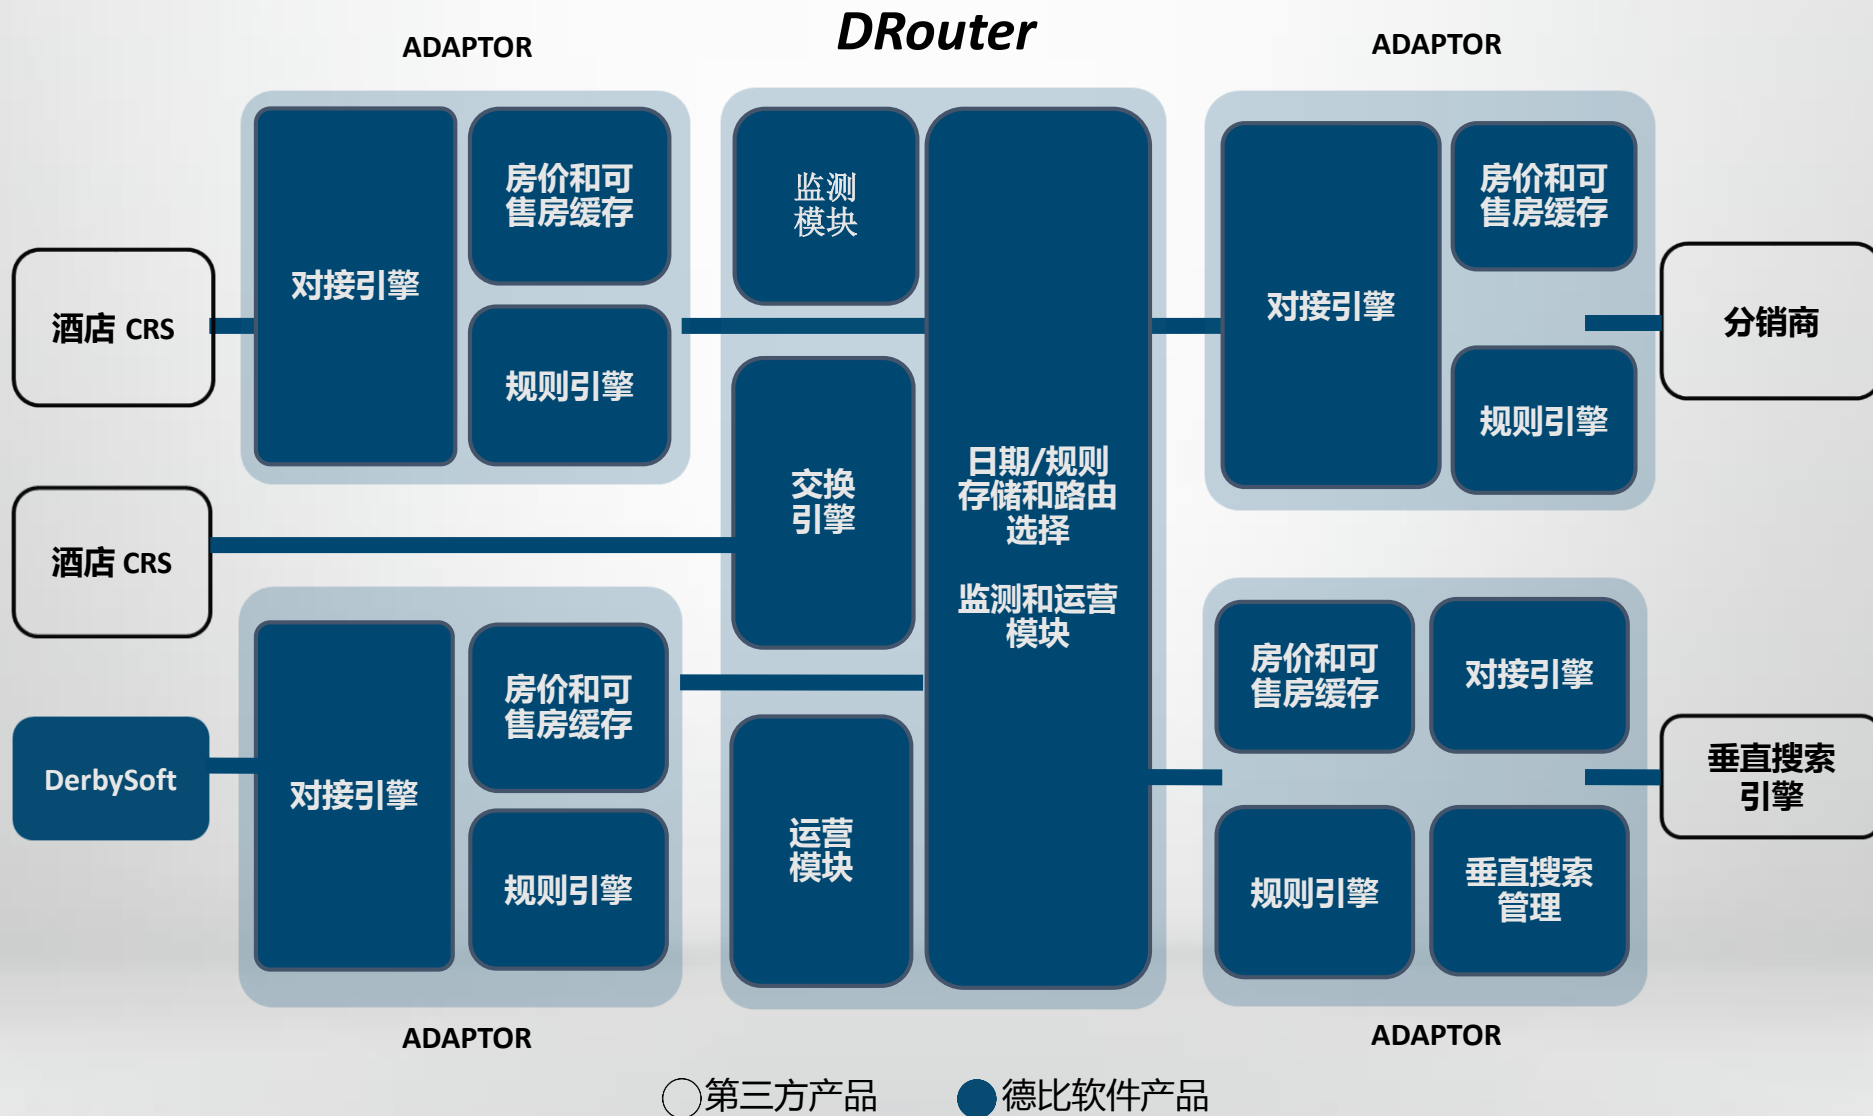 DRouter
ADAPTOR
ADAPTOR
对接引擎
房价和可
售房缓存
规则引擎
监测
模块
交换
引擎
运营
模块
日期/规则
存储和路由
选择
监测和运营
模块
对接引擎
房价和可
售房缓存
规则引擎
酒店 CRS
酒店 CRS
DerbySoft
分销商
垂直搜索
引擎
对接引擎
房价和可
售房缓存
规则引擎
房价和可
售房缓存
对接引擎
规则引擎
垂直搜索
管理
ADAPTOR
ADAPTOR
第三方产品
德比软件产品